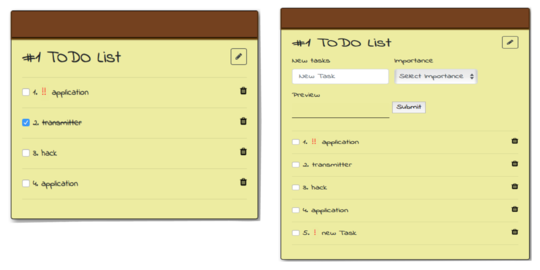 #1 TODO List
1. !! application
2. transmitter
3. hack
4. application
#1 TODO List
New tasks
Importance
New Task
Select Importance
Preview
Submit
1. !! application
2. transmitter
3. hack
4. application
5. ! new Task